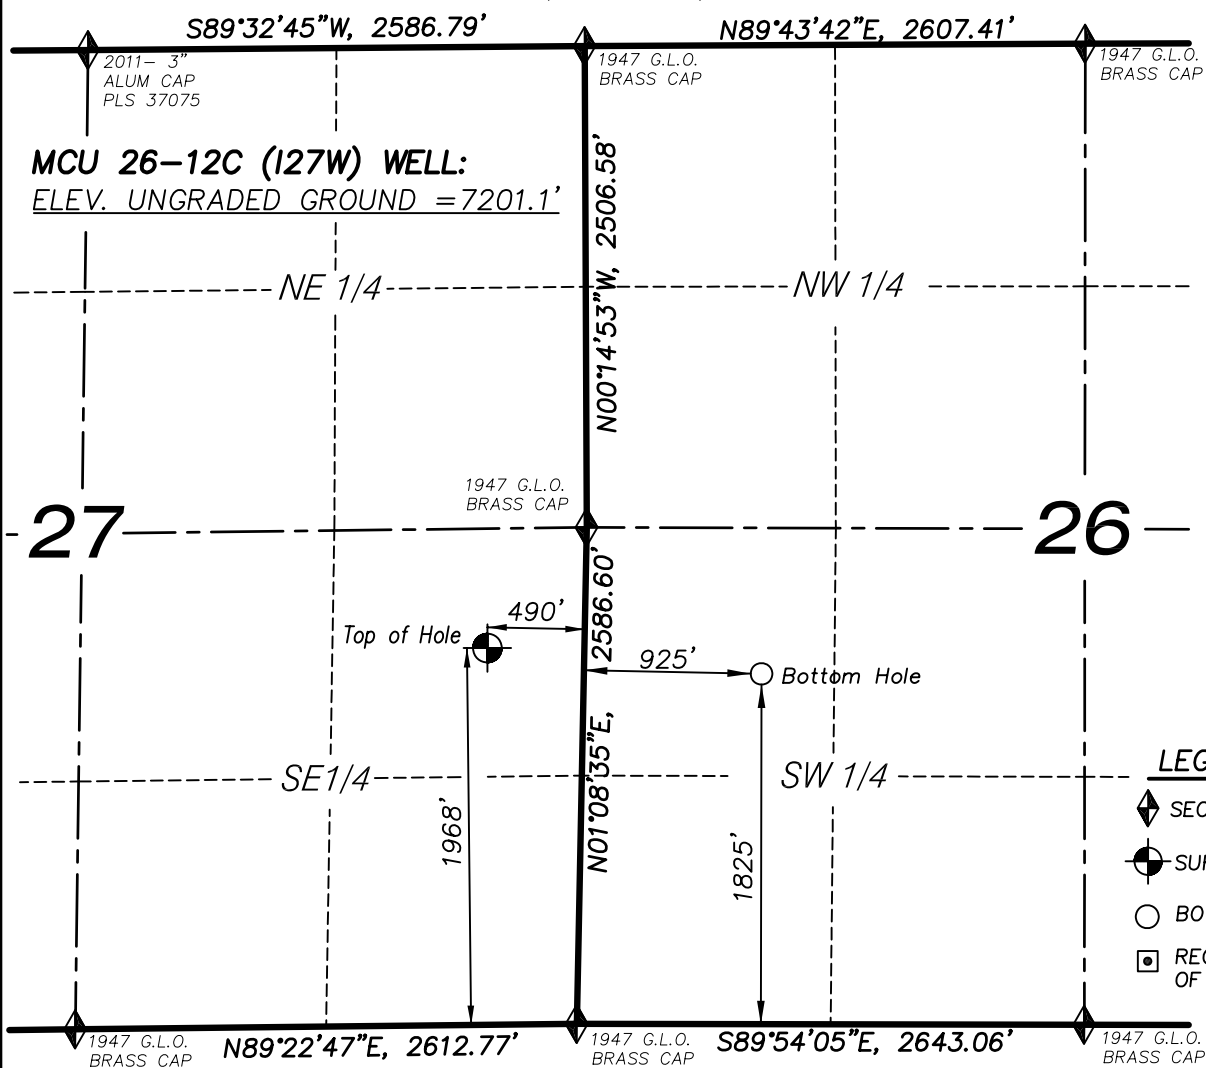 S89°32'45"W, 2586.79'
N89°43'42"E, 2607.41'
2011- 3"
ALUM CAP
PLS 37075
1947 G.L.O.
BRASS CAP
1947 G.L.O.
BRASS CAP
MCU 26-12C (I27W) WELL:
ELEV. UNGRADED GROUND =7201.1'
N00°14'53"W, 2506.58'
NE 1/4
NW 1/4
1947 G.L.O.
BRASS CAP
27
26
490'
Top of Hole
N01°08'35"E, 2586.60'
925'
Bottom Hole
SE1/4
SW 1/4
1968'
1825'
LEG
SEC
SUR
BO
REC
OF
1947 G.L.O.
BRASS CAP
N89°22'47"E, 2612.77'
1947 G.L.O.
BRASS CAP
S89°54'05"E, 2643.06'
1947 G.L.O.
BRASS CAP